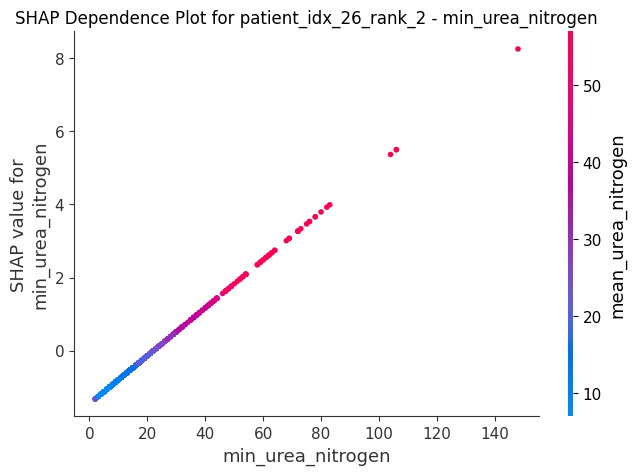 SHAP Dependence Plot for patient_idx_26_rank_2 - min_urea_nitrogen
8
6
4
2
0
SHAP value for
min_urea_nitrogen
0 20 40 60 80 100 120 140
min_urea_nitrogen
50
40
30
20
10
mean_urea_nitrogen